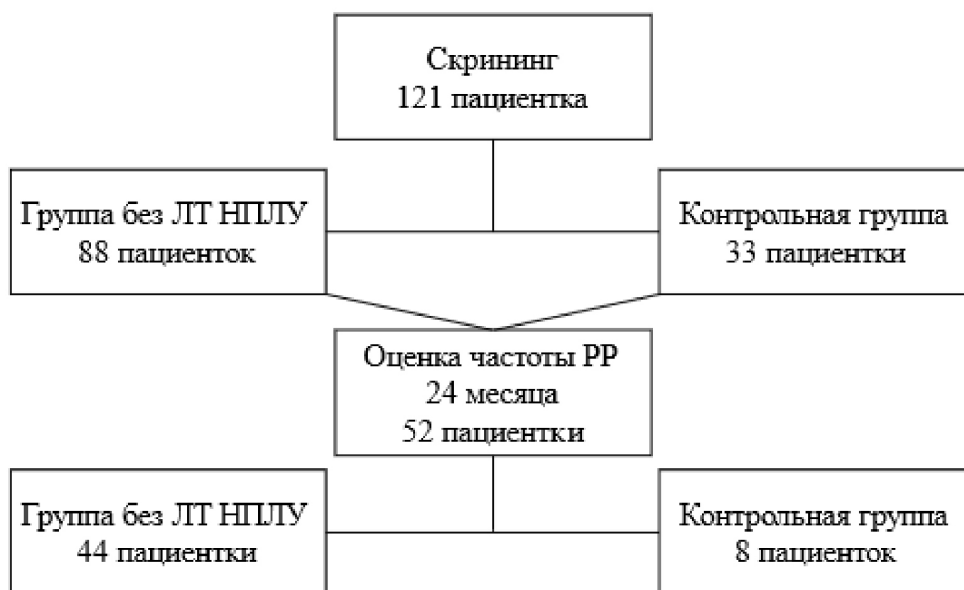 Скрининг
121 пациентка
Группа без ЛТ НПЛУ
88 пациенток
Контрольная группа
33 пациентки
Оценка частоты РР
24 месяца
52 пациентки
Группа без ЛТ НПЛУ
44 пациентки
Контрольная группа
8 пациенток